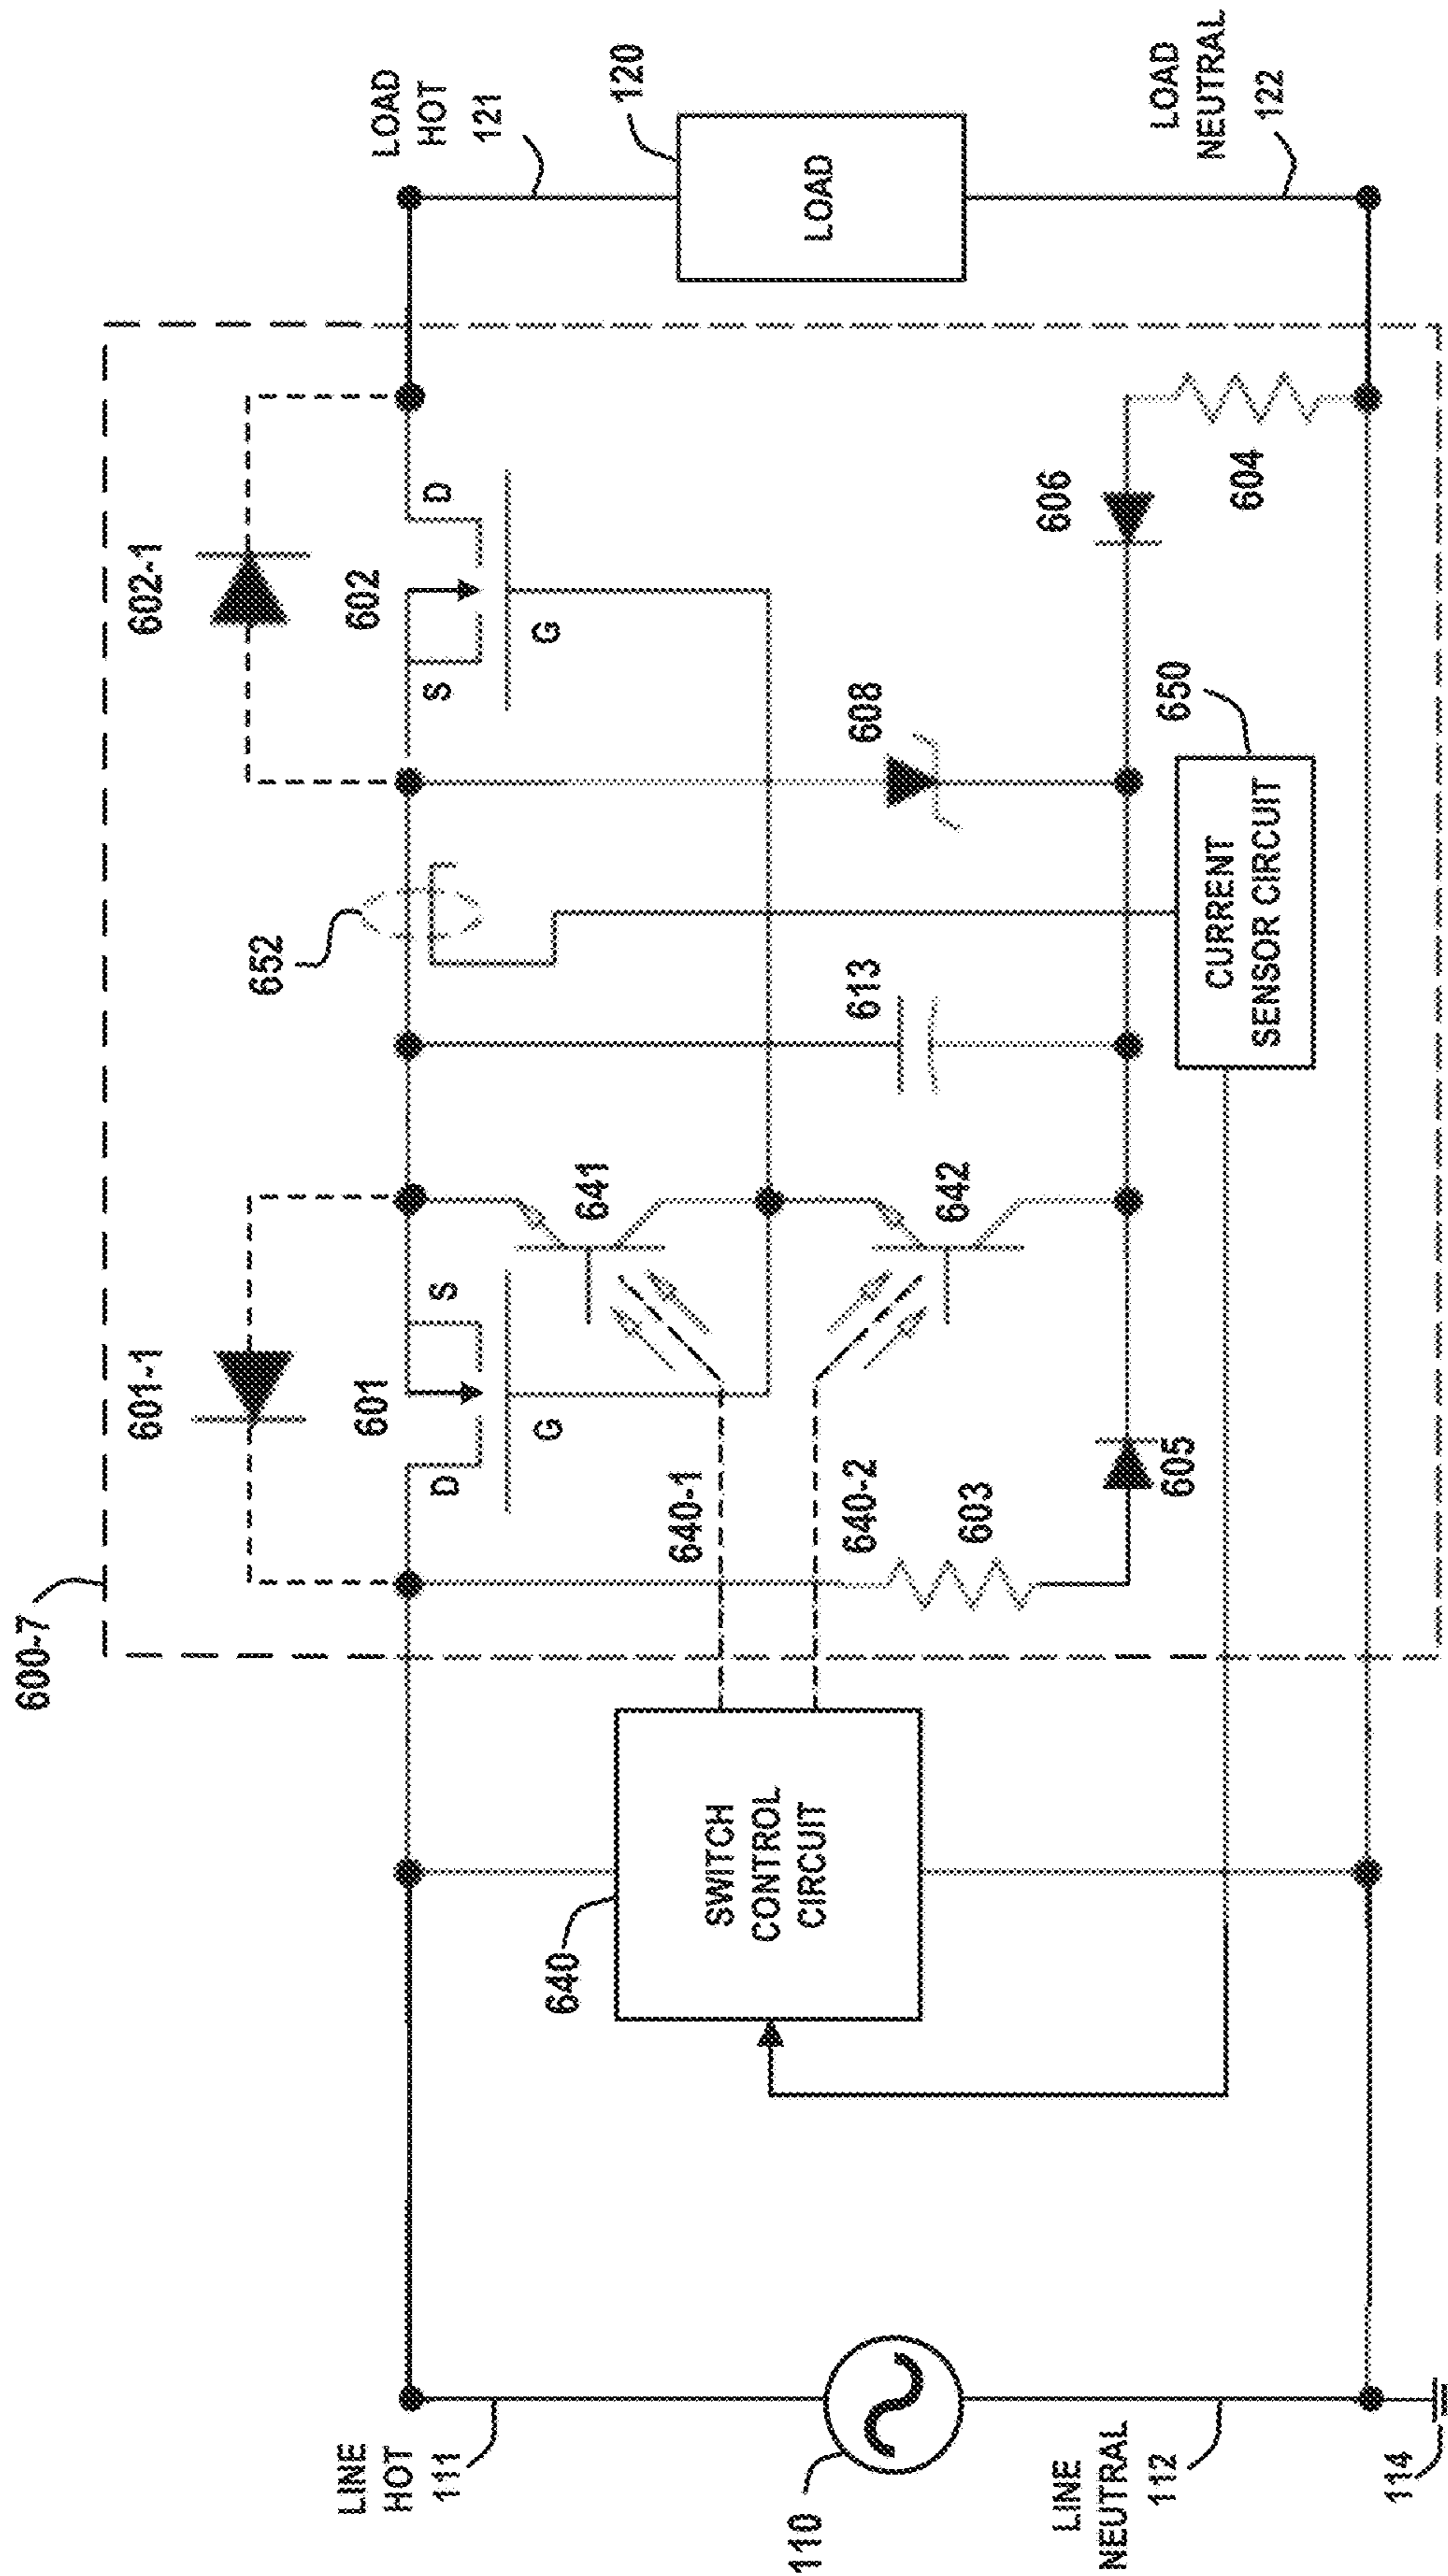 600-7
601-1
602-1
LINE
HOT
111
601
D
S
G
652
S
602
D
G
LOAD
HOT
121
640
SWITCH
CONTROL
CIRCUIT
640-1
640-2
641
642
613
608
120
LOAD
110
603
605
606
604
650
CURRENT
SENSOR CIRCUIT
LINE
NEUTRAL
112
114
LOAD
NEUTRAL
122